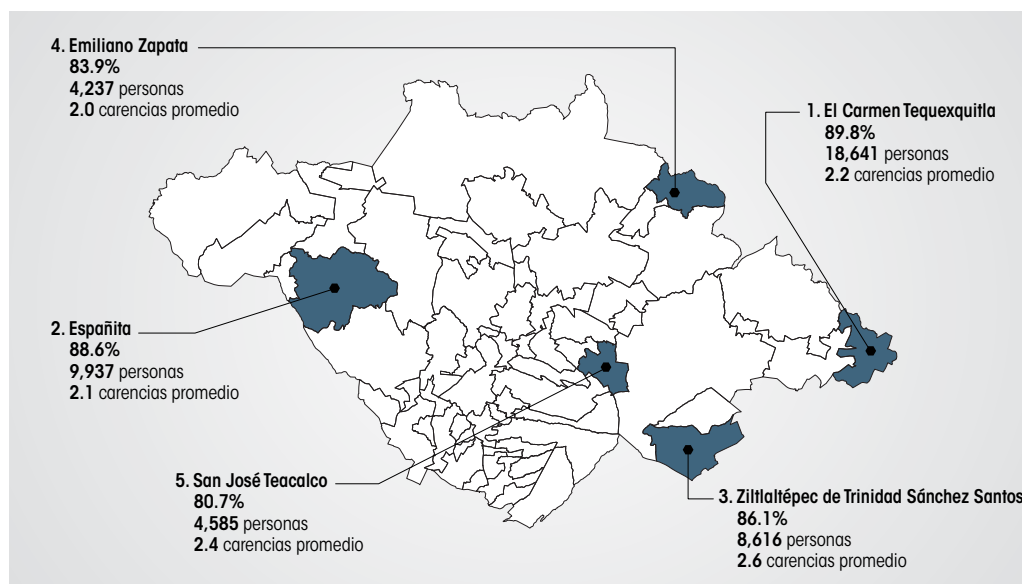 4. Emiliano Zapata
83.9%
4,237 personas
2.0 carencias promedio
1. El Carmen Tequexquitla
89.8%
18,641 personas
2.2 carencias promedio
2. Españita
88.6%
9,937 personas
2.1 carencias promedio
5. San José Teacalco
80.7%
4,585 personas
2.4 carencias promedio
3. Ziltlaltépec de Trinidad Sánchez Santos
86.1%
8,616 personas
2.6 carencias promedio